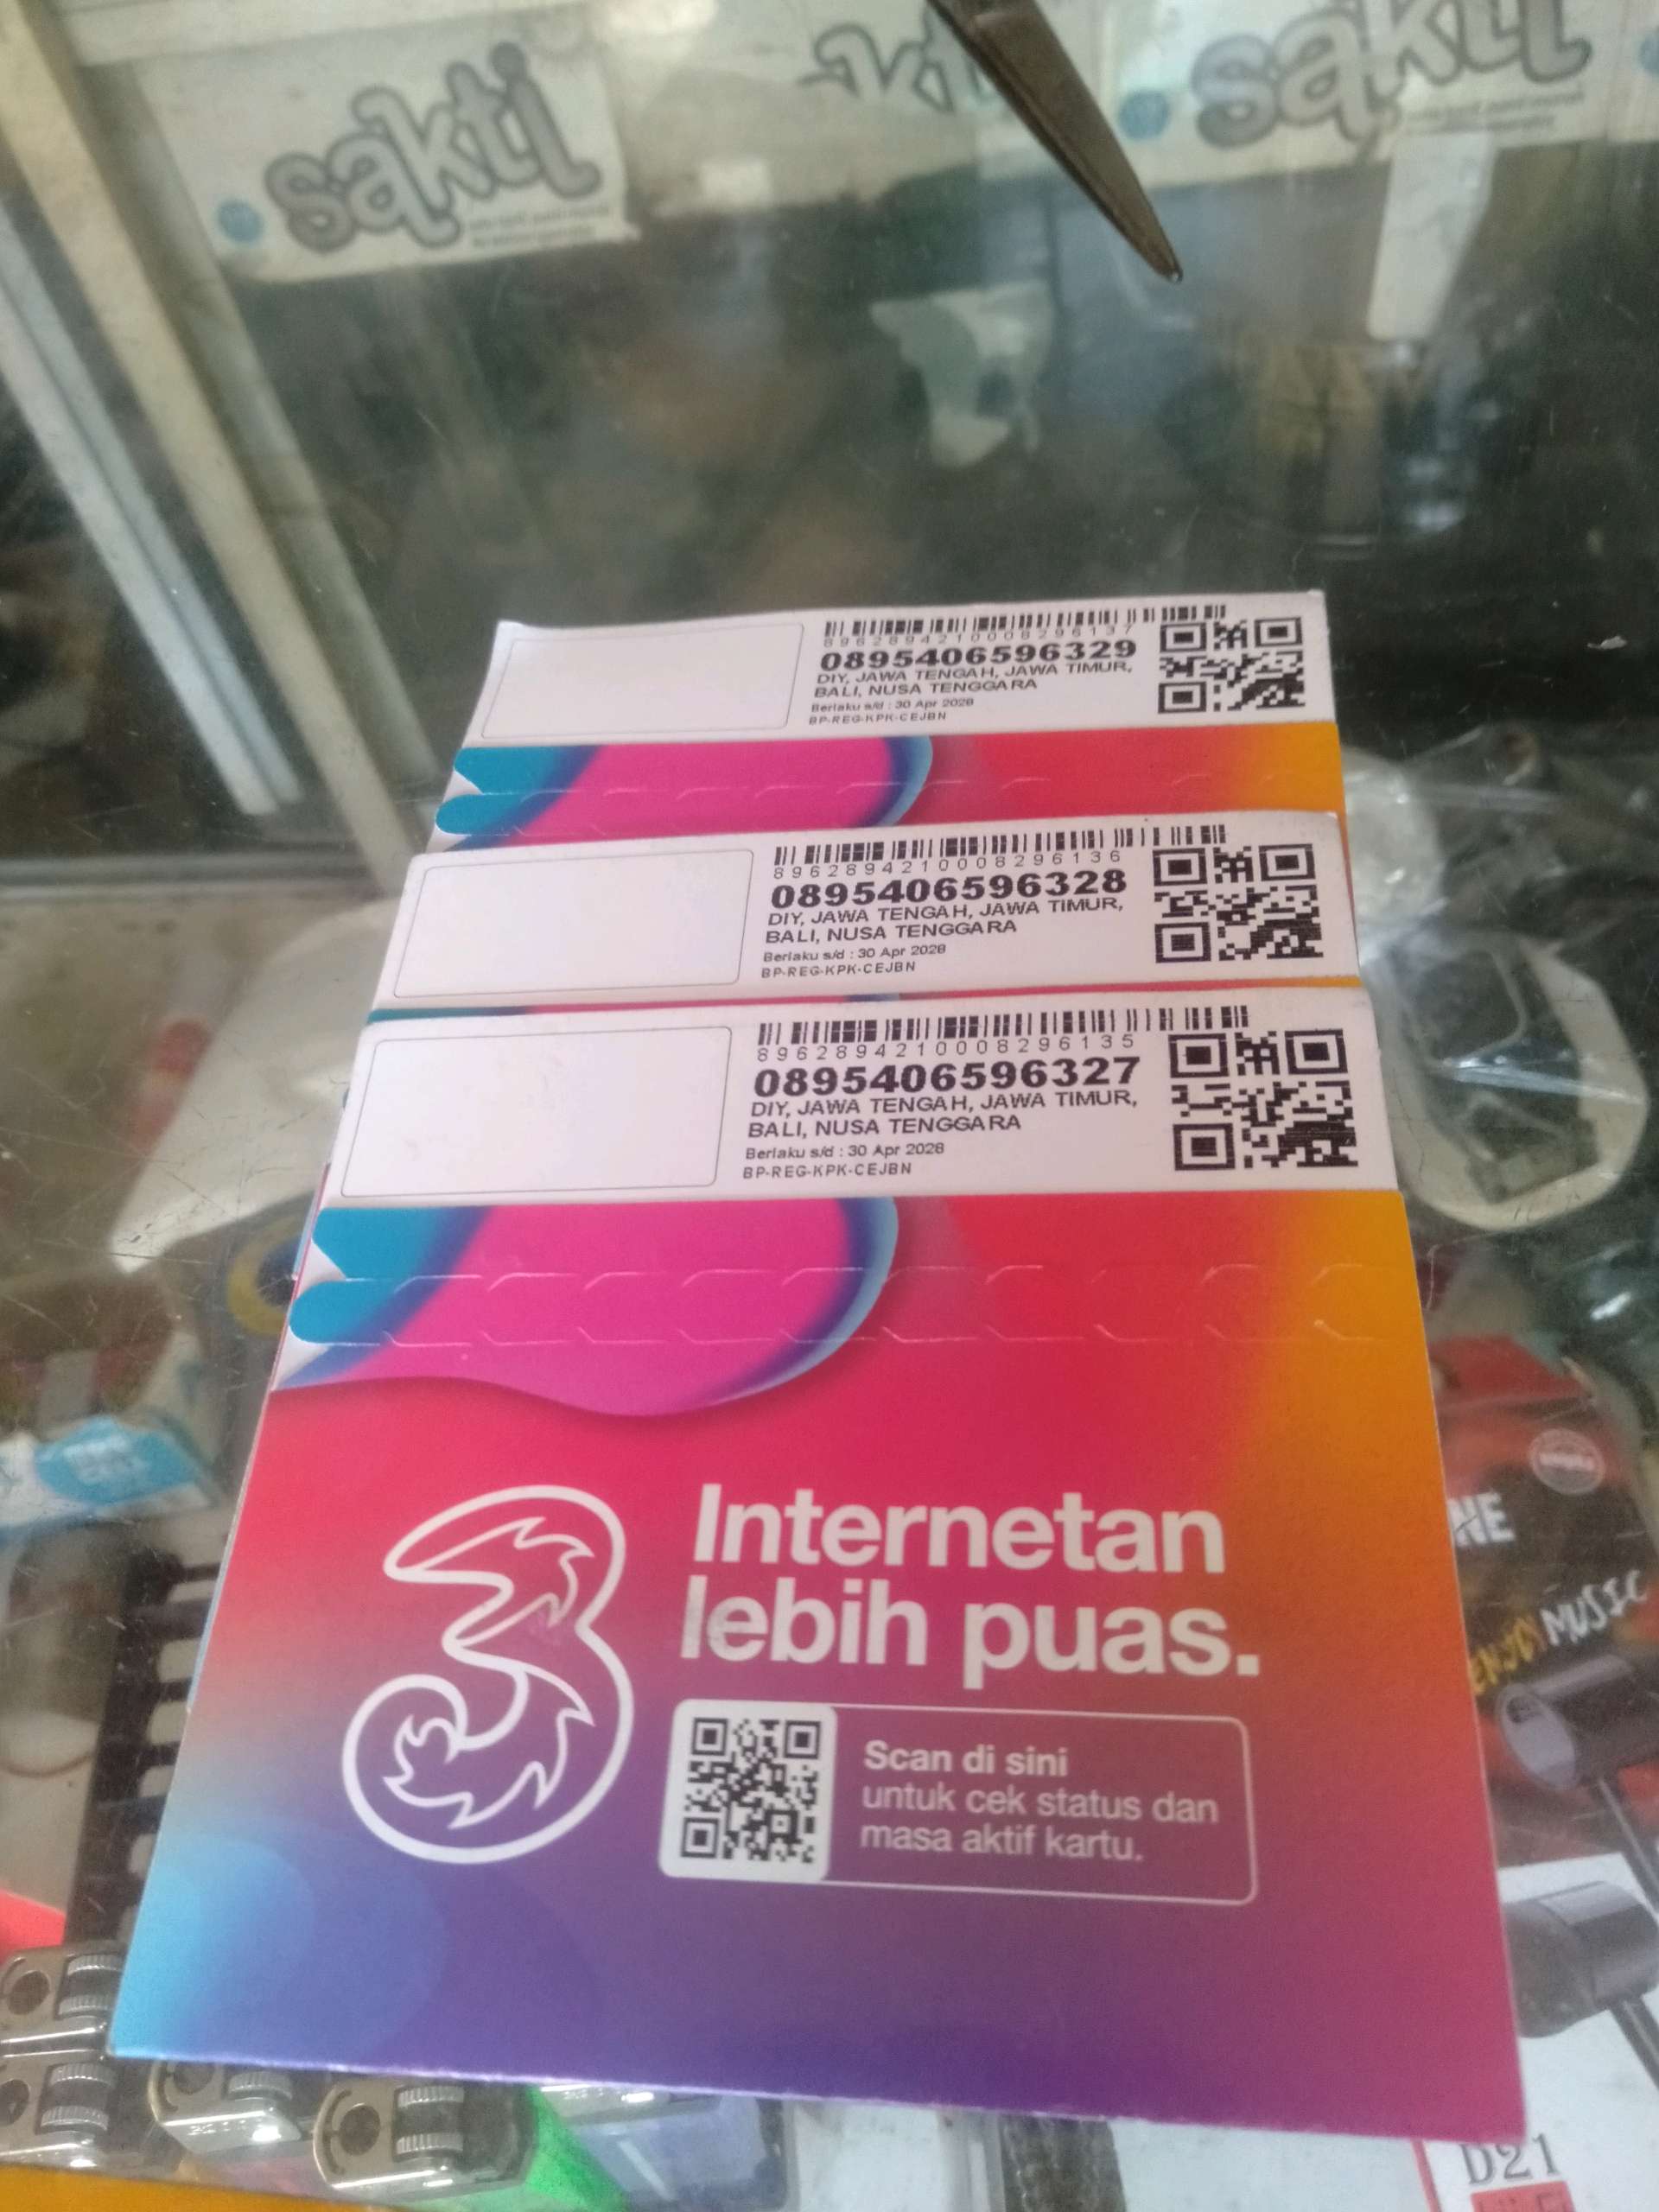 sakti
sakti
8962894210008296137
0895406596329
DIY, JAWA TENGAH, JAWA TIMUR,
BALI, NUSA TENGGARA
Berlaku s/d : 30 Apr 2028
BP-REG-KPK-CEJBN
8962894210008296136
0895406596328
DIY, JAWA TENGAH, JAWA TIMUR,
BALI, NUSA TENGGARA
Berlaku s/d : 30 Apr 2028
BP-REG-KPK-CEJBN
8962894210008296135
0895406596327
DIY, JAWA TENGAH, JAWA TIMUR,
BALI, NUSA TENGGARA
Berlaku s/d : 30 Apr 2028
BP-REG-KPK-CEJBN
3
Internetan
lebih puas.
Scan di sini
untuk cek status dan
masa aktif kartu.
NE
ENJOY MUSIC
D21